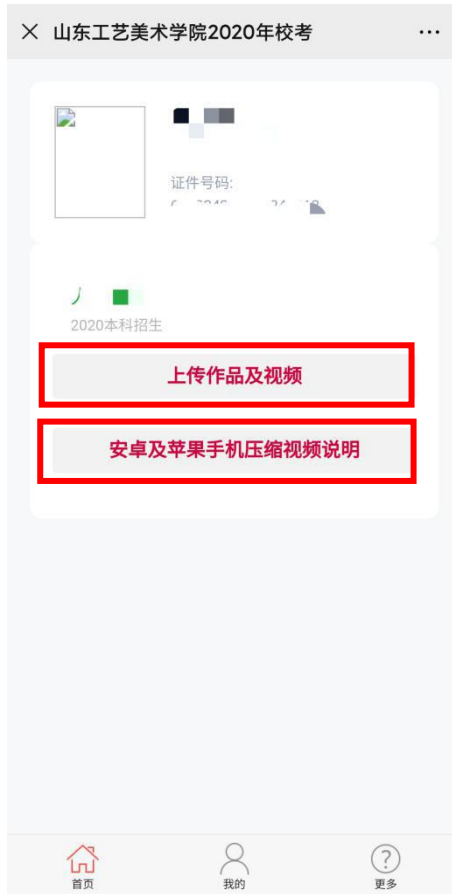 山东工艺美术学院2020年校考
证件号码:
2020本科招生
上传作品及视频
安卓及苹果手机压缩视频说明
首页
我的
更多